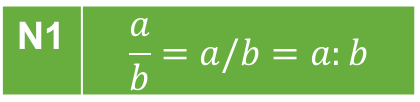 N1
a/b = a/b = a: b